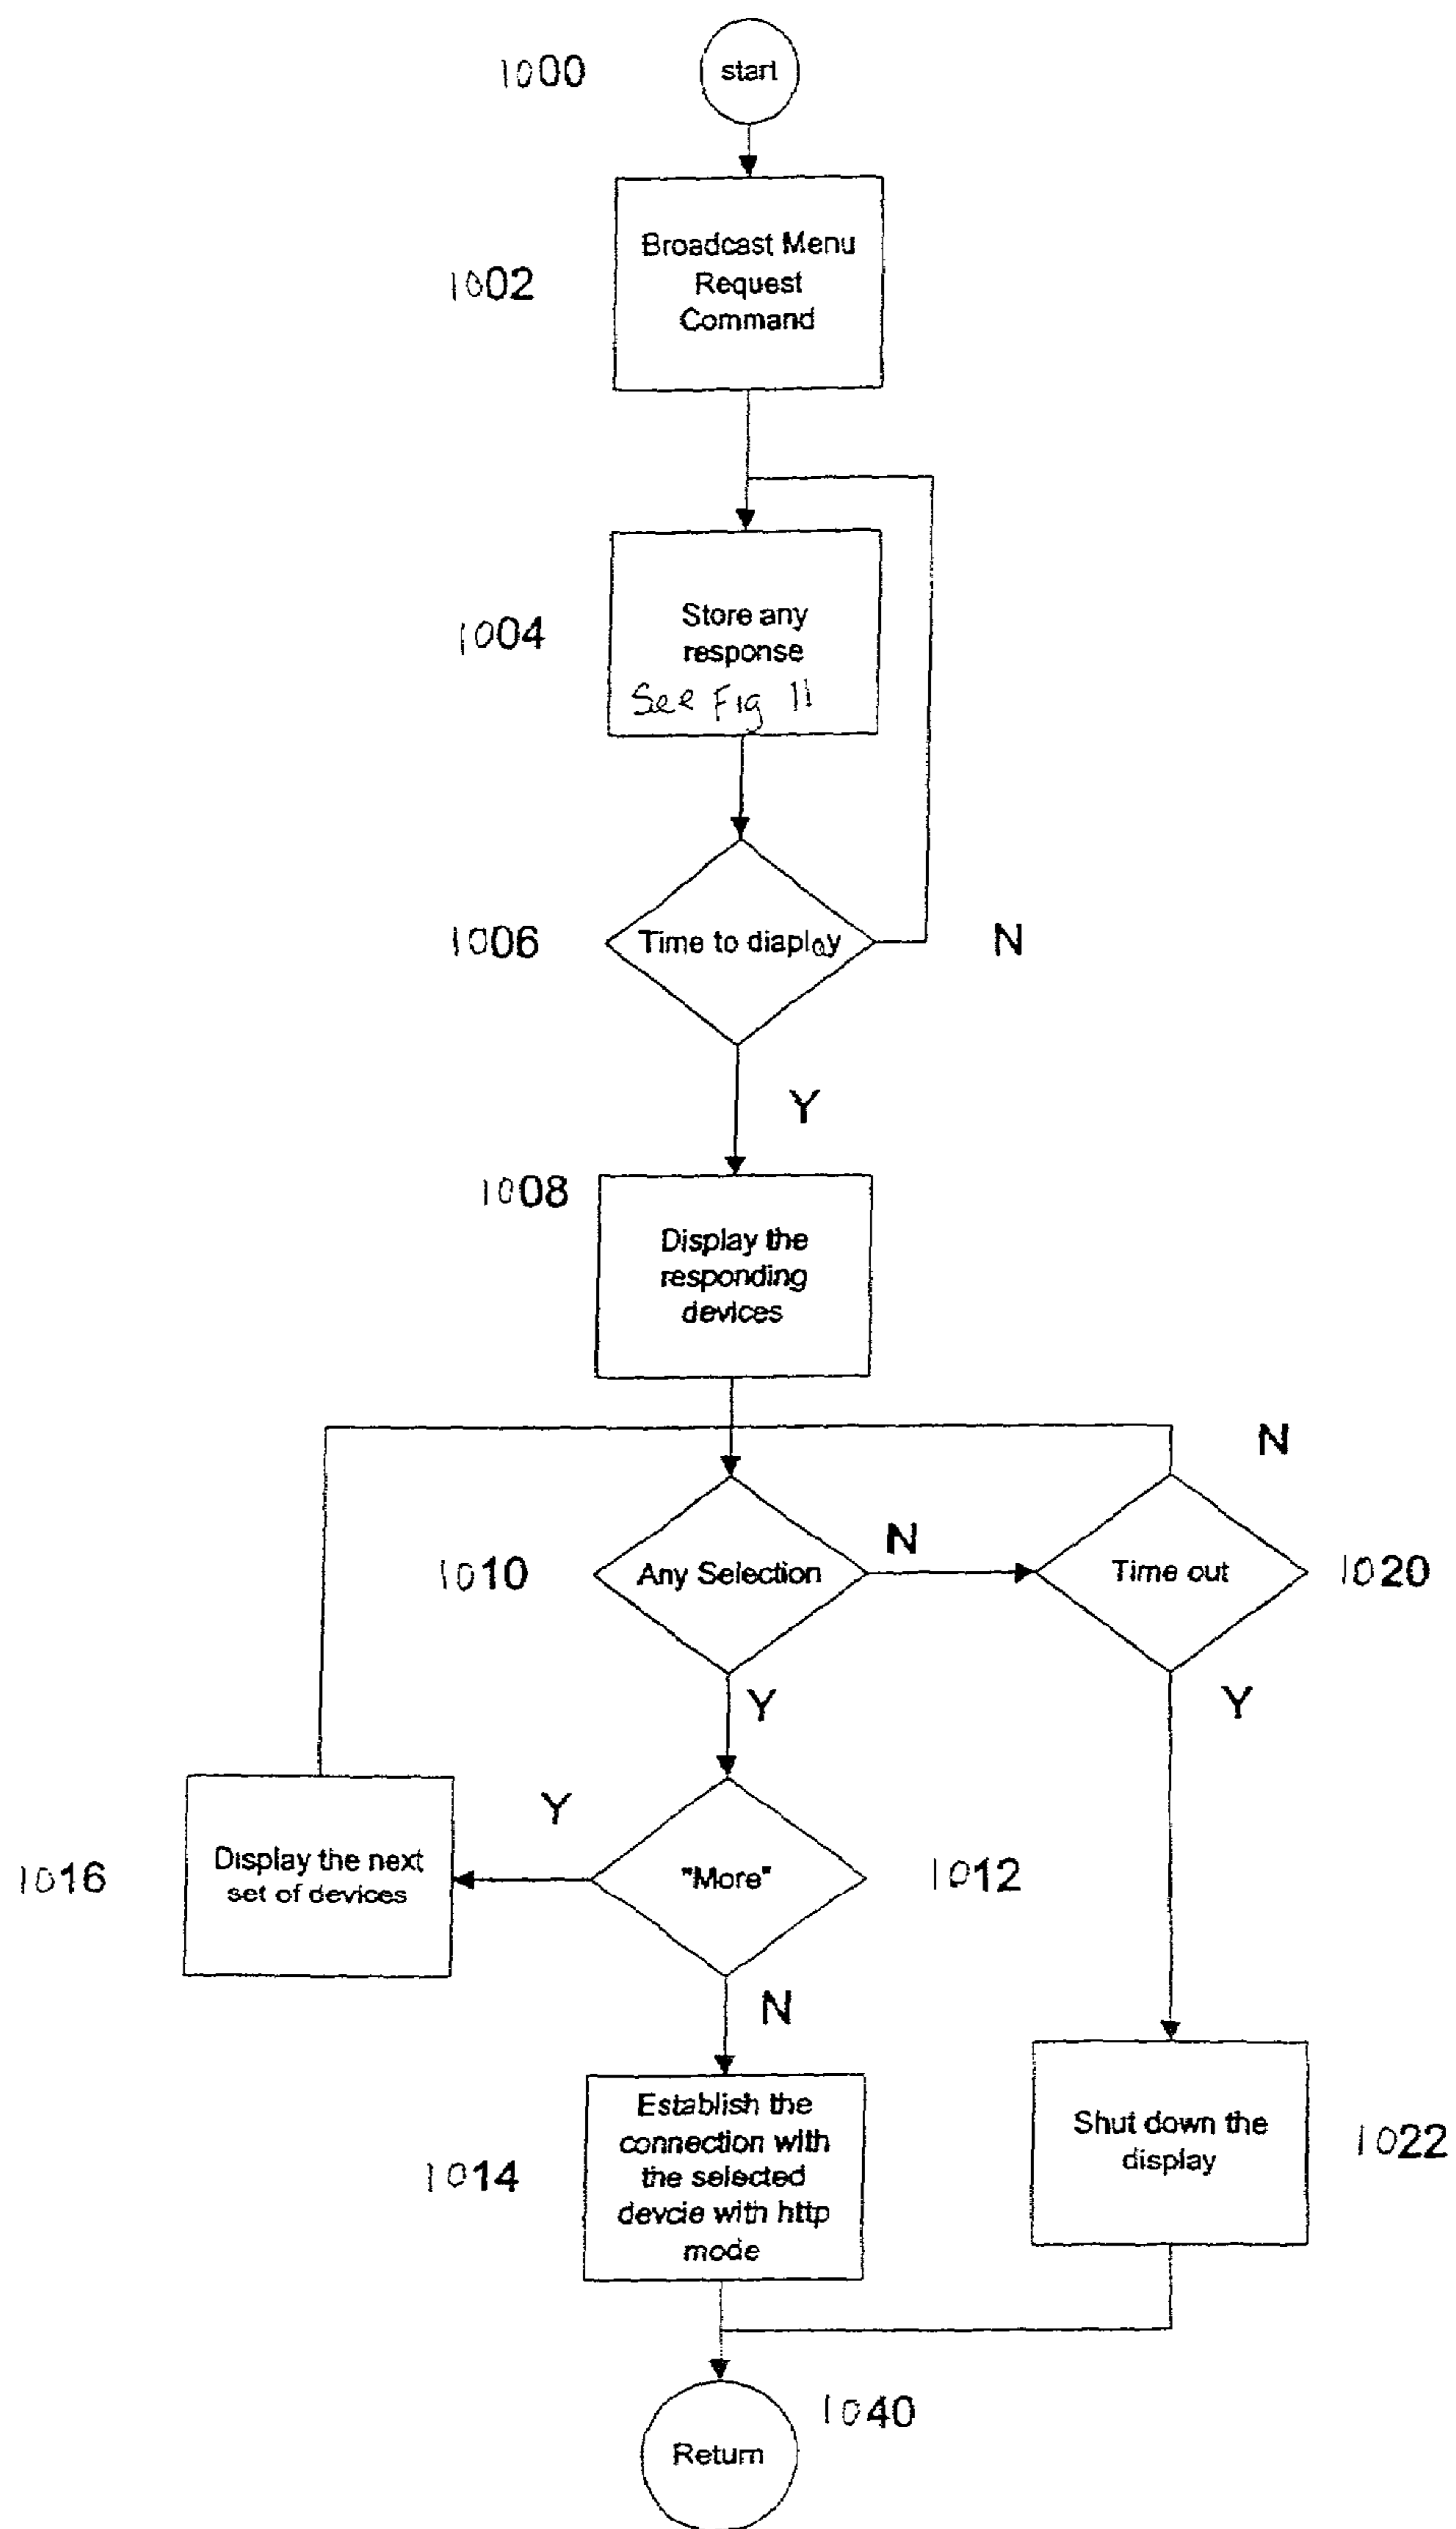 1000
start
1002
Broadcast Menu
Request
Command
1004
Store any
response
See Fig 11
1006
Time to diaplay
N
Y
1008
Display the
responding
devices
N
1010
Any Selection
N
Time out
1020
Y
Y
Y
1016
Display the next
set of devices
"More"
1012
N
1014
Establish the
connection with
the selected
devcie with http
mode
Shut down the
display
1022
1040
Return